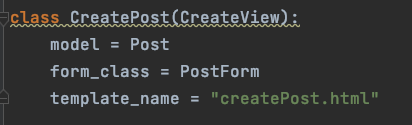 class CreatePost(CreateView):
    model = Post
    form_class = PostForm
    template_name = "createPost.html"